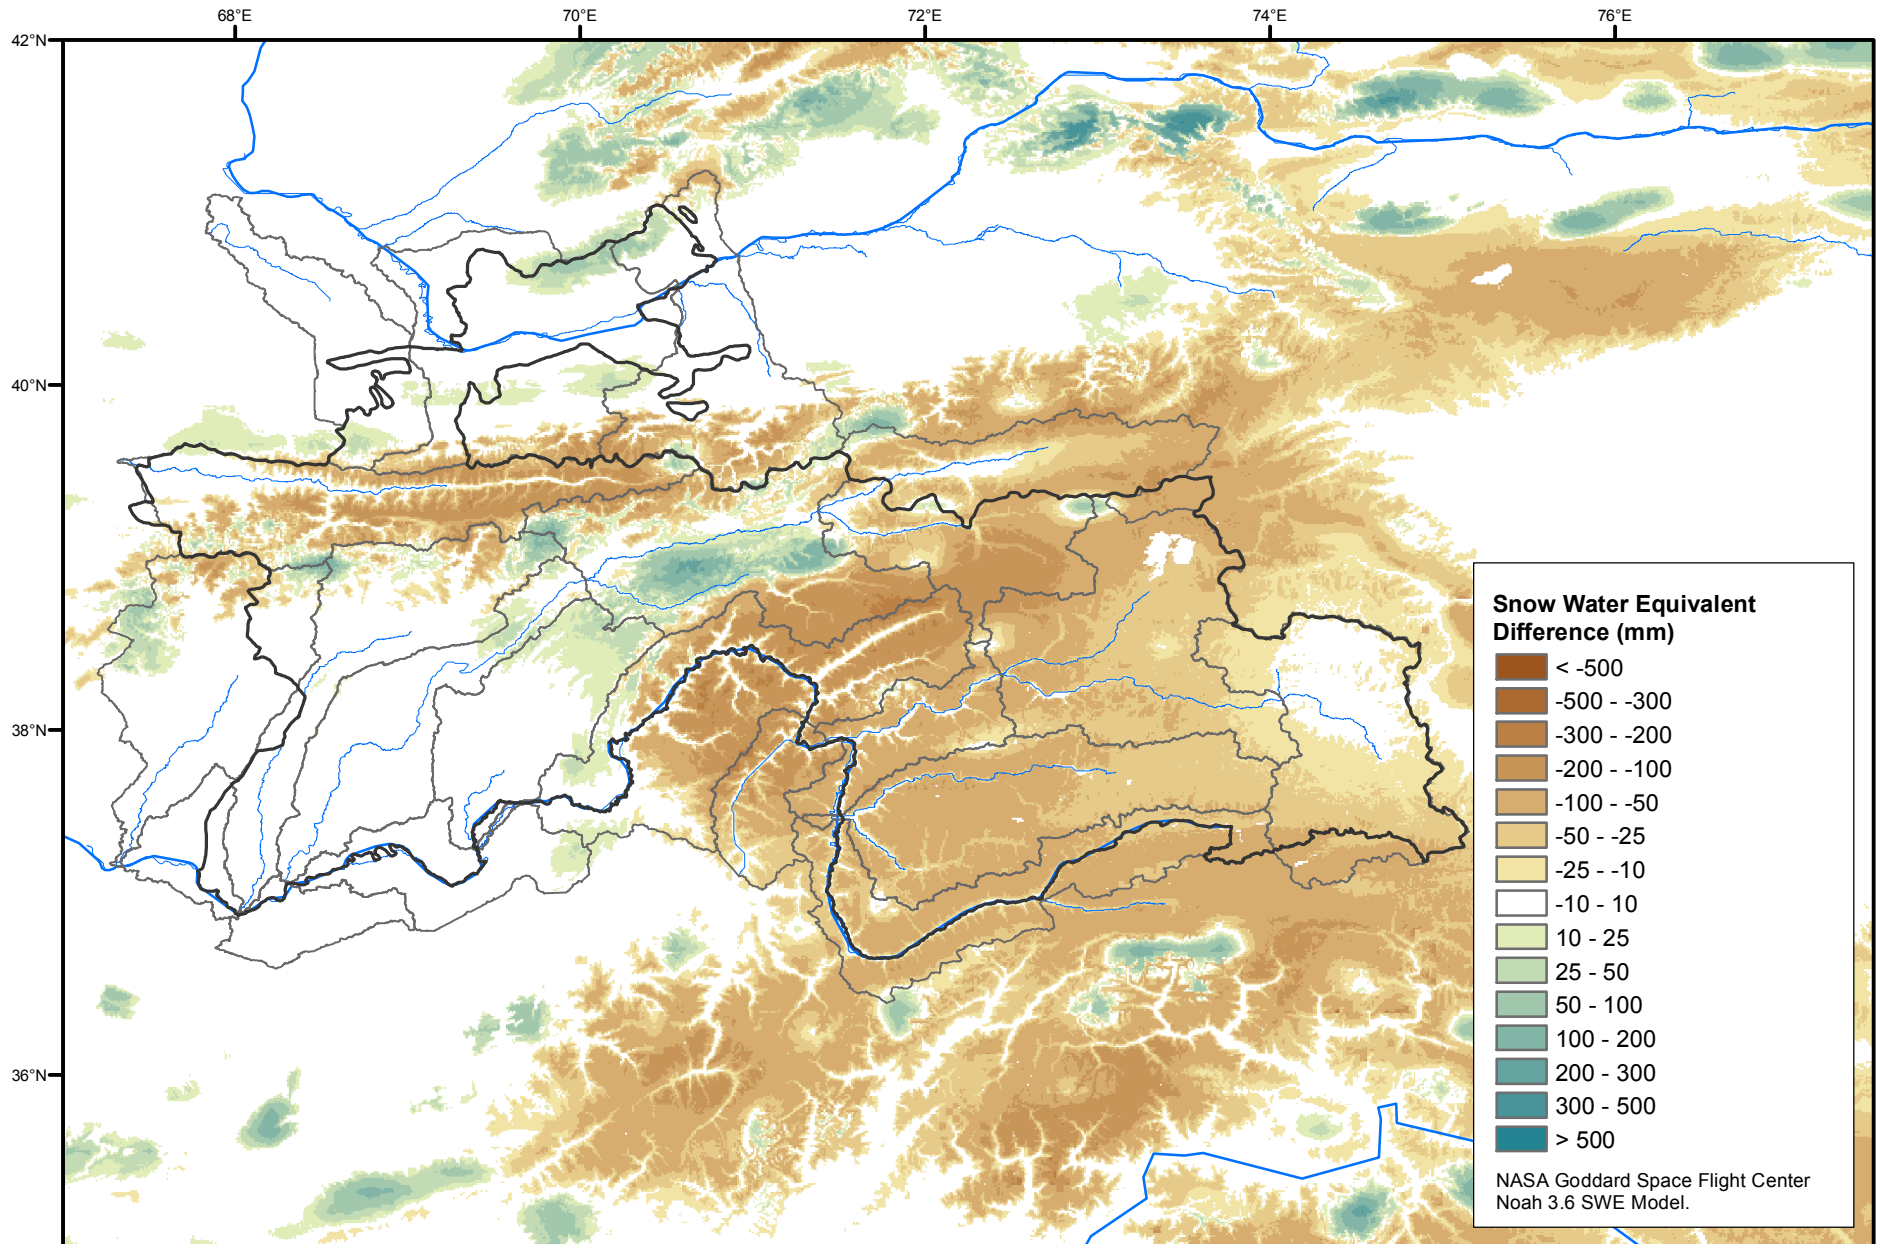 68°E
70°E
72°E
74°E
76°E
42°N
40°N
38°N
36°N
Snow Water Equivalent
Difference (mm)
< -500
-500 - -300
-300 - -200
-200 - -100
-100 - -50
-50 - -25
-25 - -10
-10 - 10
10 - 25
25 - 50
50 - 100
100 - 200
200 - 300
300 - 500
> 500
NASA Goddard Space Flight Center
Noah 3.6 SWE Model.